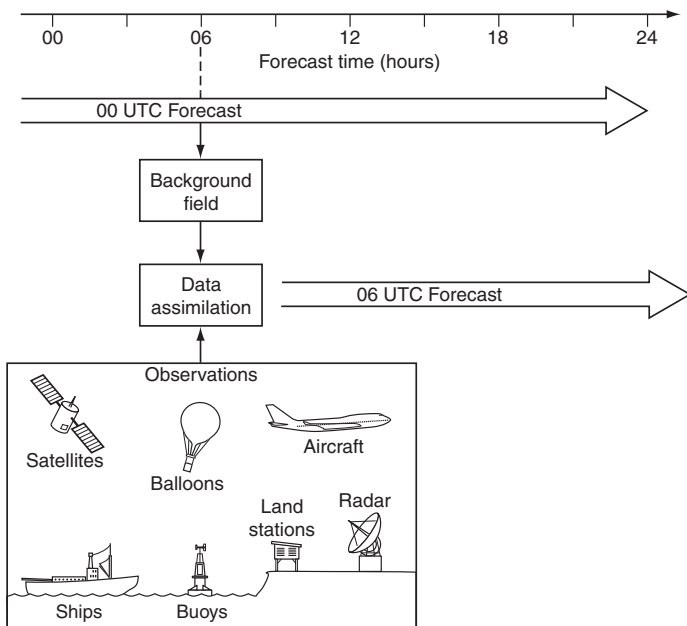 00 06 12 18 24
Forecast time (hours)
00 UTC Forecast
Background
field
Data
assimilation
06 UTC Forecast
Observations
Satellites
Balloons
Aircraft
Land
stations
Radar
Ships
Buoys